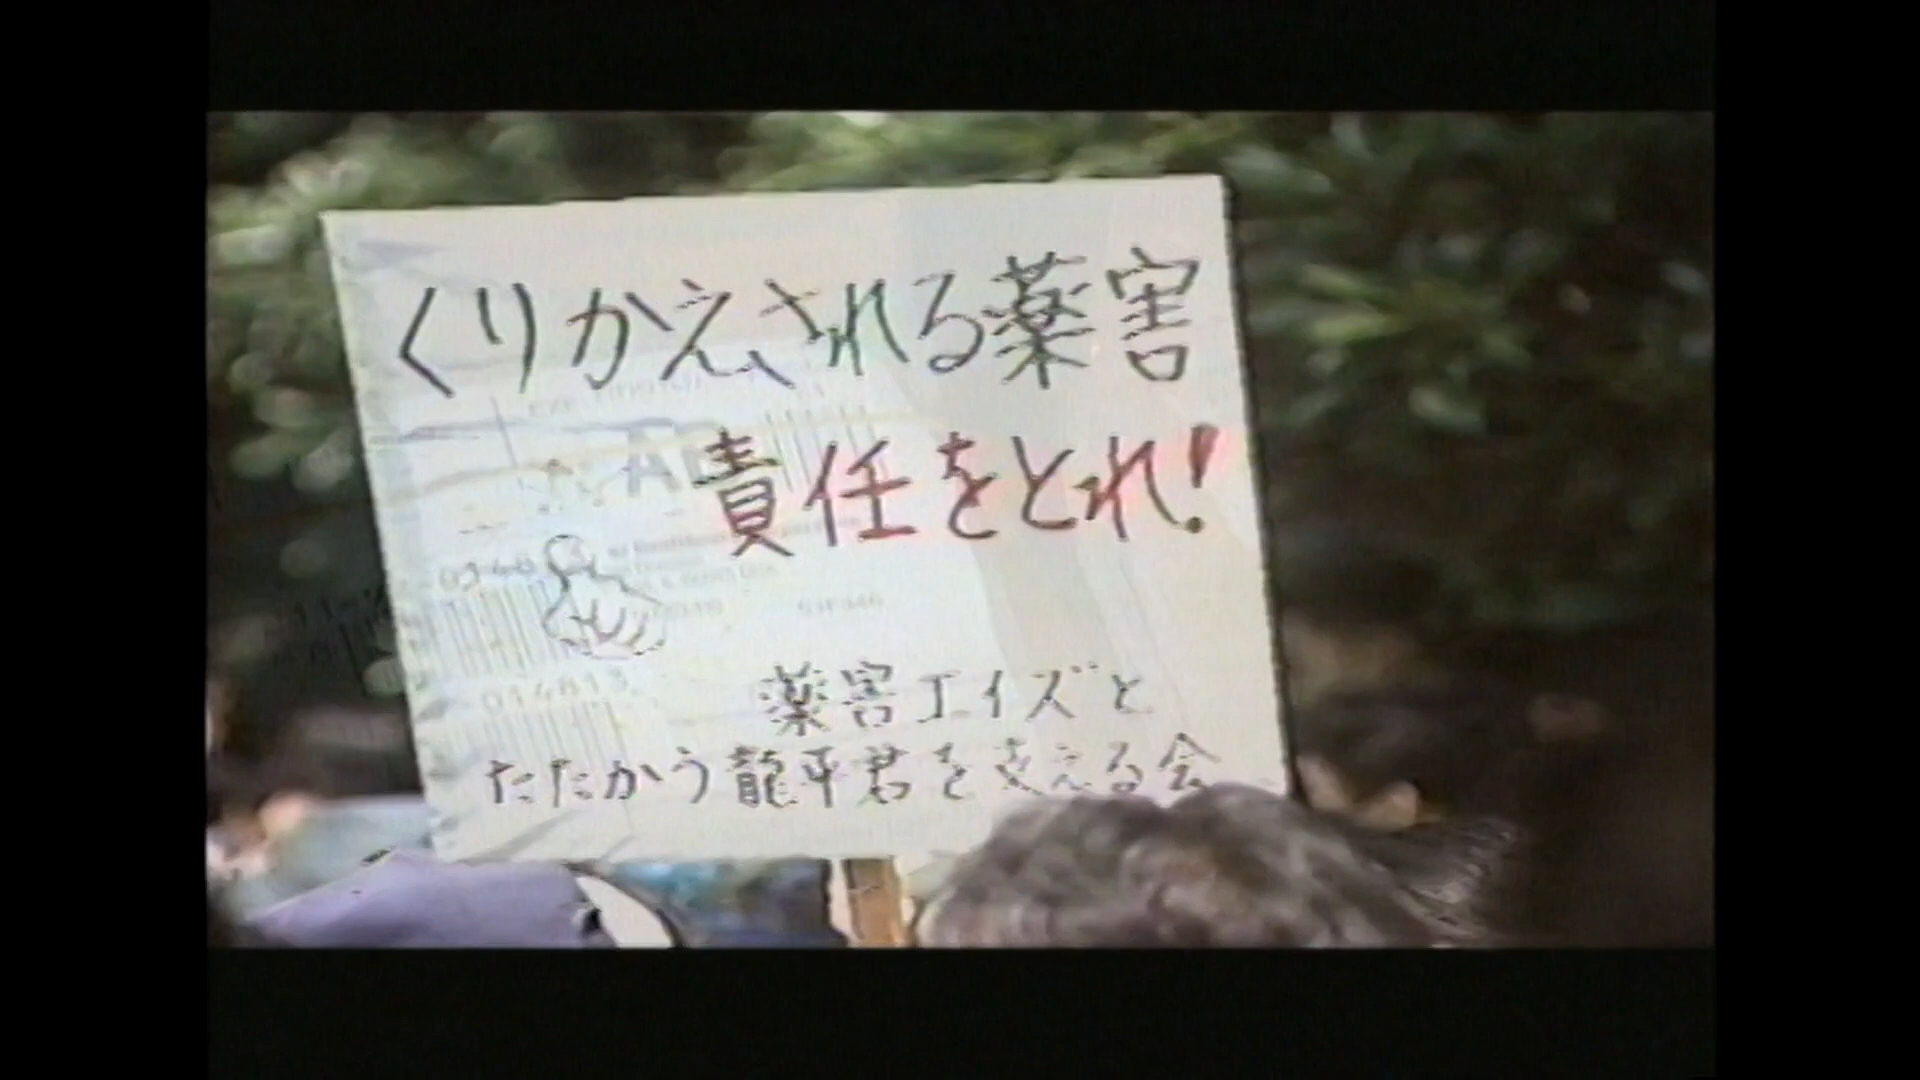 くりかえされる薬害
責任をとれ!
014813
薬害エイズと
たたかう龍平君を支える会